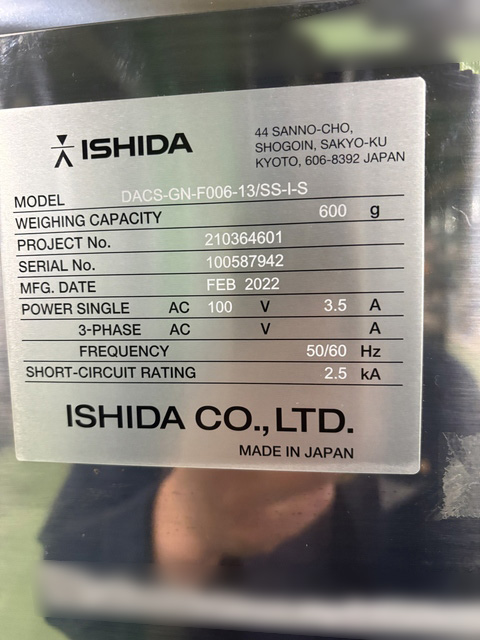 ISHIDA
44 SANNO-CHO,
SHOGOIN, SAKYO-KU
KYOTO, 606-8392 JAPAN
MODEL DACS-GN-F006-13/SS-I-S
WEIGHING CAPACITY 600 g
PROJECT No. 210364601
SERIAL No. 100587942
MFG. DATE FEB 2022
POWER SINGLE AC 100 V 3.5 A
3-PHASE AC V A
FREQUENCY 50/60 Hz
SHORT-CIRCUIT RATING 2.5 kA
ISHIDA CO.,LTD.
MADE IN JAPAN